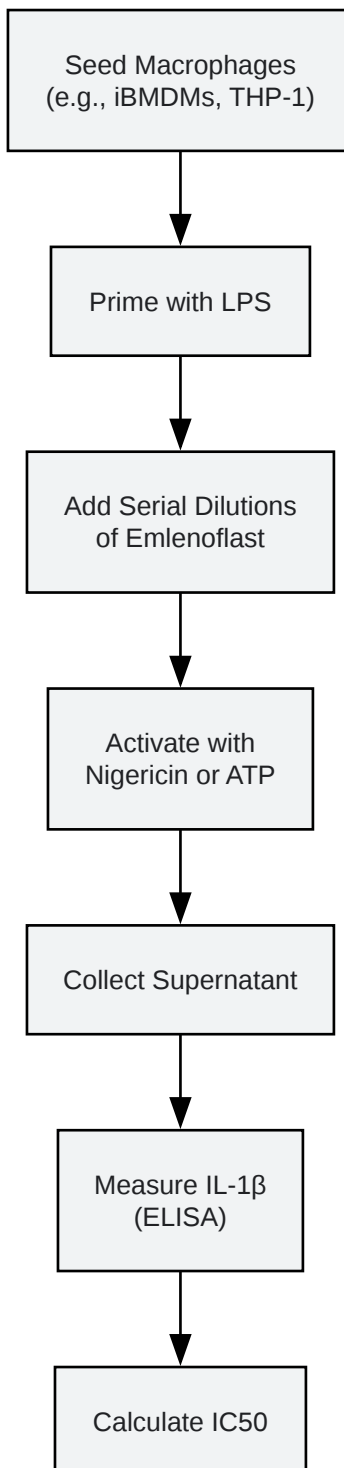 Seed Macrophages
(e.g., iBMDMs, THP-1)
Prime with LPS
Add Serial Dilutions
of Emlenoflast
Activate with
Nigericin or ATP
Collect Supernatant
Measure IL-1β
(ELISA)
Calculate IC50